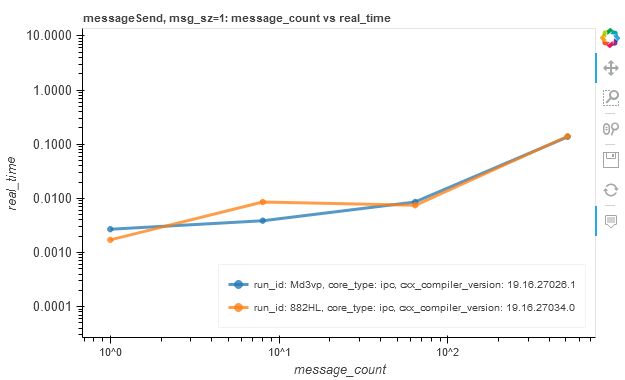 messageSend, msg_sz=1: message_count vs real_time
10.0000
1.0000
0.1000
0.0100
0.0010
0.0001
real_time
run_id: Md3vp, core_type: ipc, cxx_compiler_version: 19.16.27026.1
run_id: 882HL, core_type: ipc, cxx_compiler_version: 19.16.27034.0
10^0 10^1 10^2
message_count